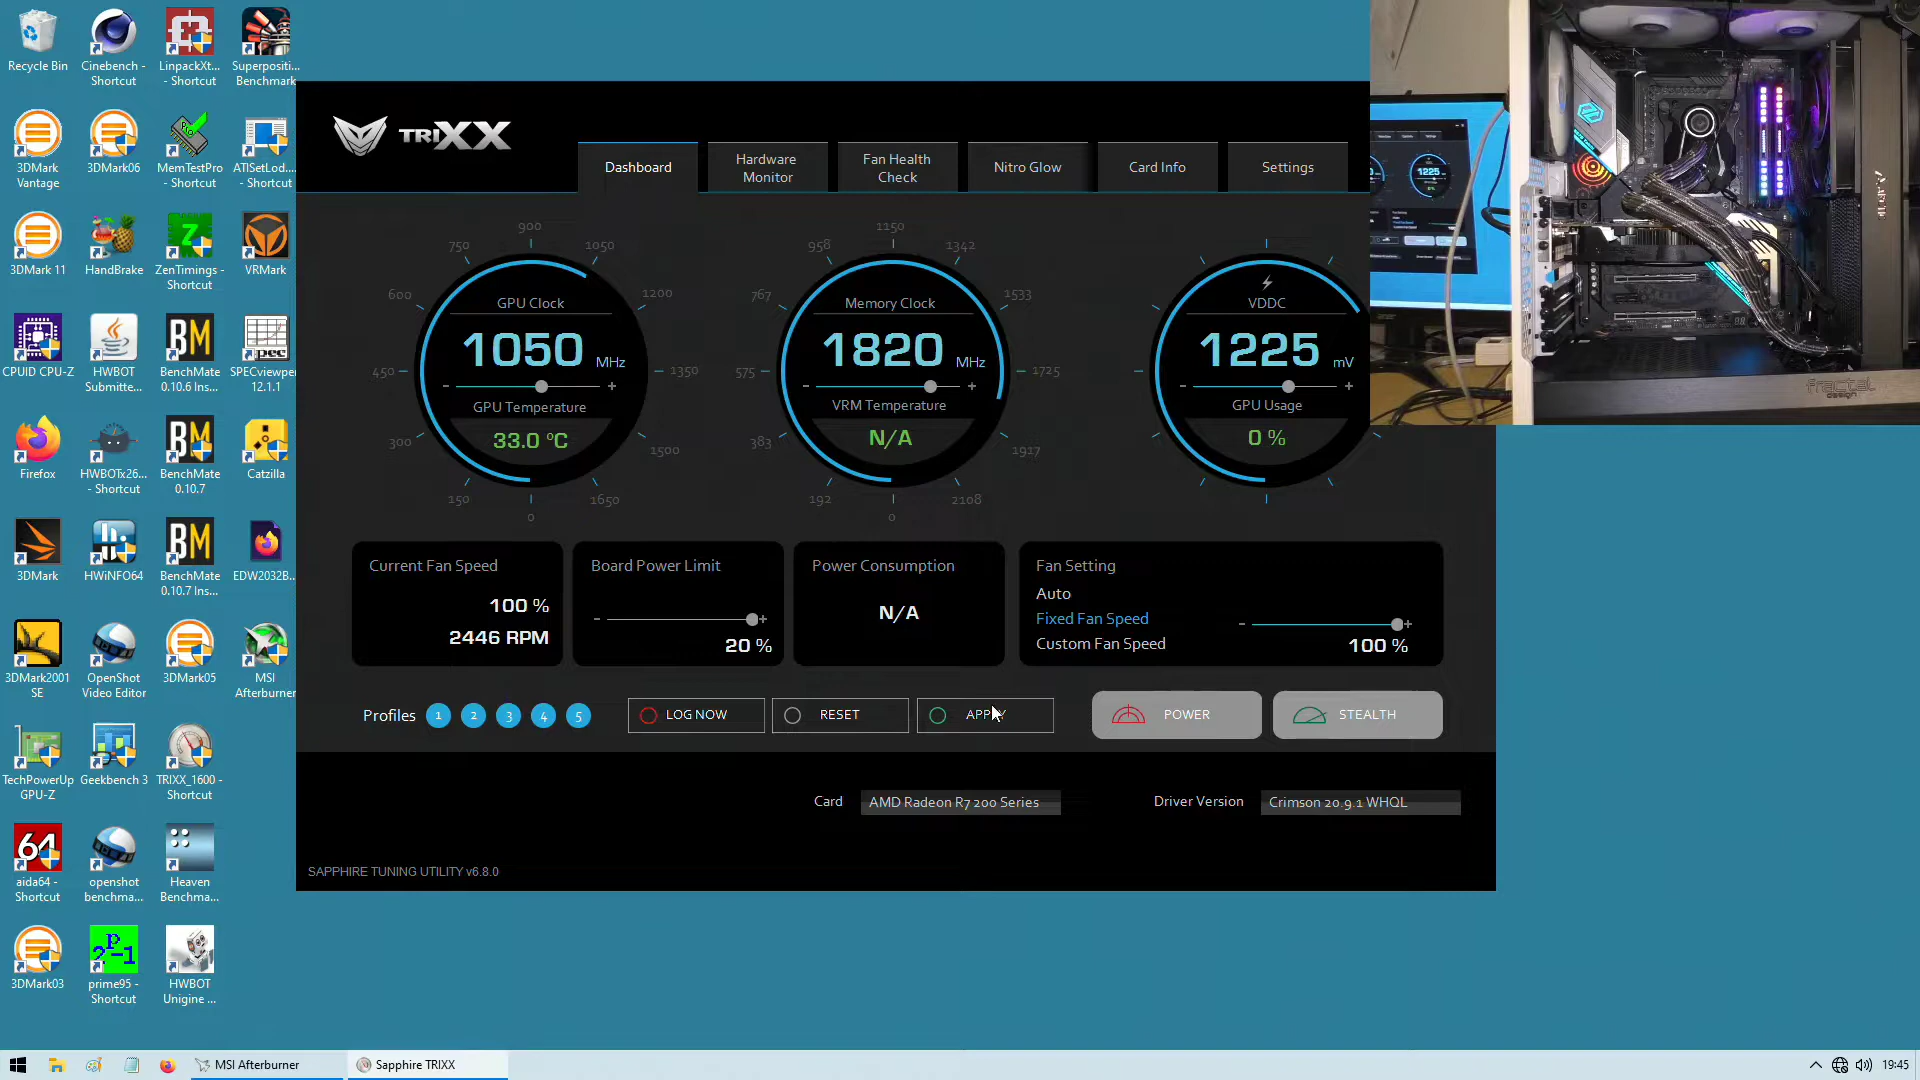 Recycle Bin
Cinebench -
Shortcut
LinpackXt...
- Shortcut
Superpositi...
Benchmark
3DMark
Vantage
3DMark06
MemTestPro
- Shortcut
ATISetLod....
- Shortcut
3DMark 11
HandBrake
ZenTimings -
Shortcut
VRMark
CPUID CPU-Z
HWBOT
Submitte...
BenchMate
0.10.6 Ins...
SPECviewper
12.1.1
Firefox
HWBOTx26...
- Shortcut
BenchMate
0.10.7
Catzilla
3DMark
HWiNFO64
BenchMate
0.10.7 Ins...
EDW2032B...
3DMark2001
SE
OpenShot
Video Editor
3DMark05
MSI
Afterburner
TechPowerUp
GPU-Z
Geekbench 3
TRIXX_1600 -
Shortcut
aida64 -
Shortcut
openshot
benchma...
Heaven
Benchma...
3DMark03
prime95 -
Shortcut
HWBOT
Unigine ...
TRIXX
Dashboard
Hardware
Monitor
Fan Health
Check
Nitro Glow
Card Info
Settings
0
150
300
450
600
750
900
1050
1200
1350
1500
1650
GPU Clock
1050 MHz
- +
GPU Temperature
33.0 °C
0
192
383
575
767
958
1150
1342
1533
1725
1917
2108
Memory Clock
1820 MHz
- +
VRM Temperature
N/A
VDDC
1225 mV
- +
GPU Usage
0 %
Current Fan Speed
100 %
2446 RPM
Board Power Limit
- +
20 %
Power Consumption
N/A
Fan Setting
Auto
Fixed Fan Speed
Custom Fan Speed
- +
100 %
Profiles 1 2 3 4 5
LOG NOW
RESET
APPLY
POWER
STEALTH
Card
AMD Radeon R7 200 Series
Driver Version
Crimson 20.9.1 WHQL
SAPPHIRE TUNING UTILITY v6.8.0
1225
fractal
design
MSI Afterburner
Sapphire TRIXX
19:45